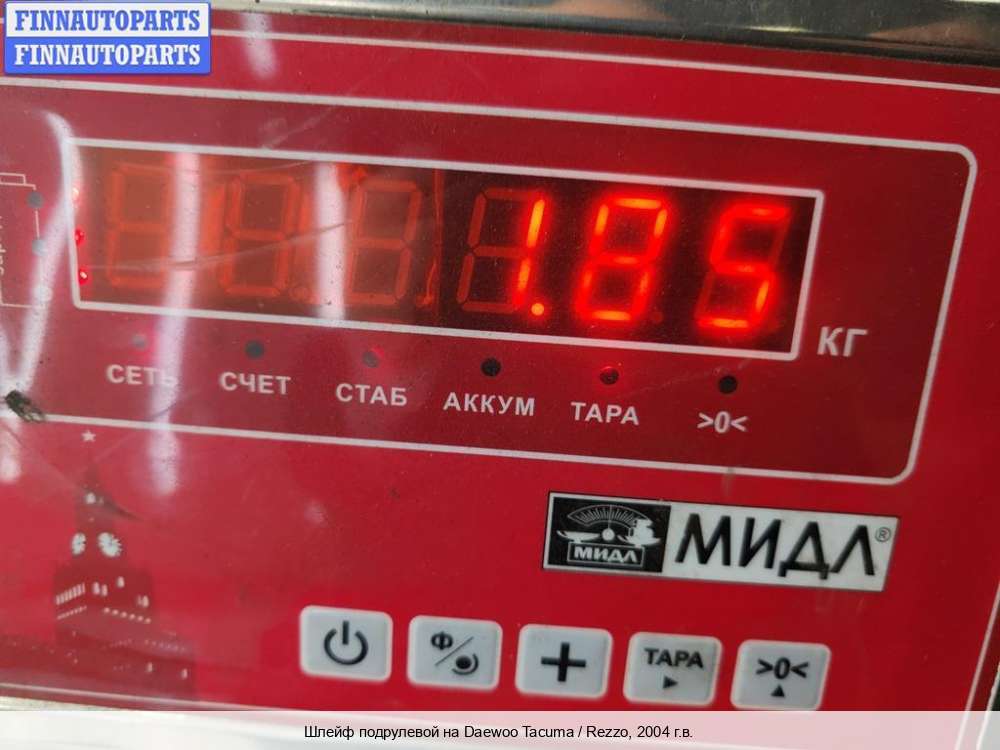 FINNAUTOPARTS
FINNAUTOPARTS
1.85
КГ
СЕТЬ СЧЕТ СТАБ АККУМ ТАРА >0<
МИДЛ МИДЛ®
Ф ТАРА >0<
Шлейф подрулевой на Daewoo Tacuma / Rezzo, 2004 г.в.